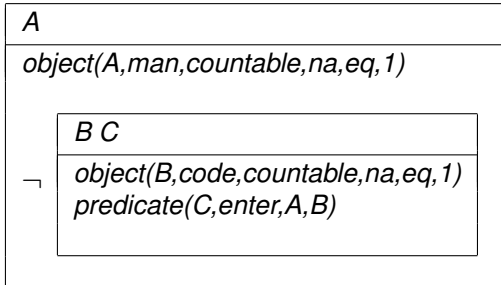 A
object(A,man,countable,na,eq,1)
B C
¬
object(B,code,countable,na,eq,1)
predicate(C,enter,A,B)